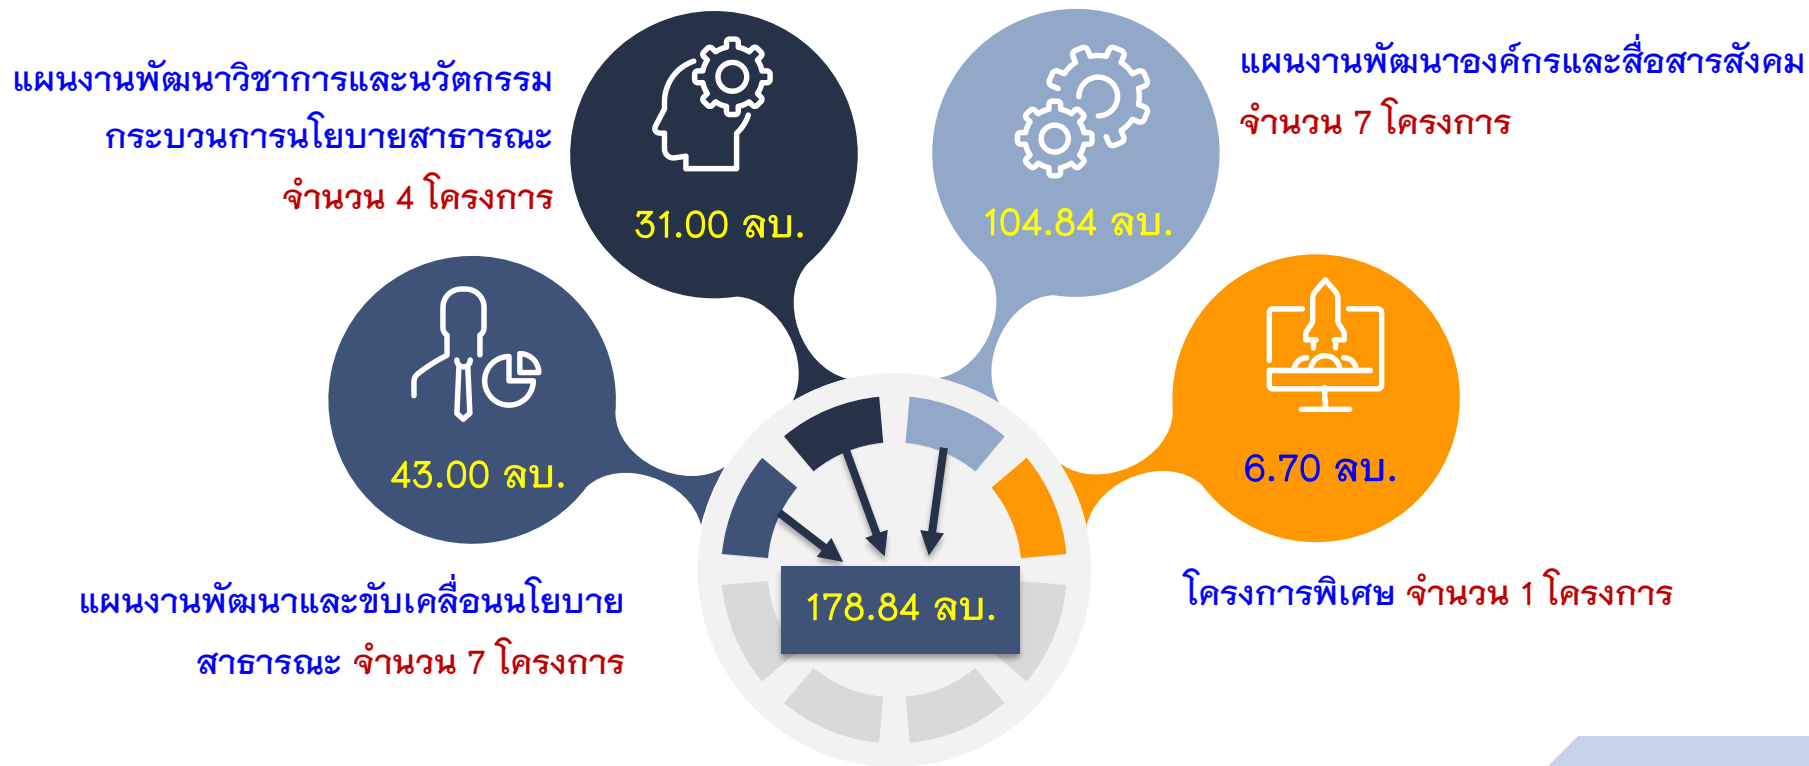 แผนงานพัฒนาวิชาการและนวัตกรรม
กระบวนการนโยบายสาธารณะ
จำนวน 4 โครงการ
31.00 ลบ.
แผนงานพัฒนาองค์กรและสื่อสารสังคม
จำนวน 7 โครงการ
104.84 ลบ.
43.00 ลบ.
แผนงานพัฒนาและขับเคลื่อนนโยบาย
สาธารณะ จำนวน 7 โครงการ
6.70 ลบ.
โครงการพิเศษ จำนวน 1 โครงการ
178.84 ลบ.